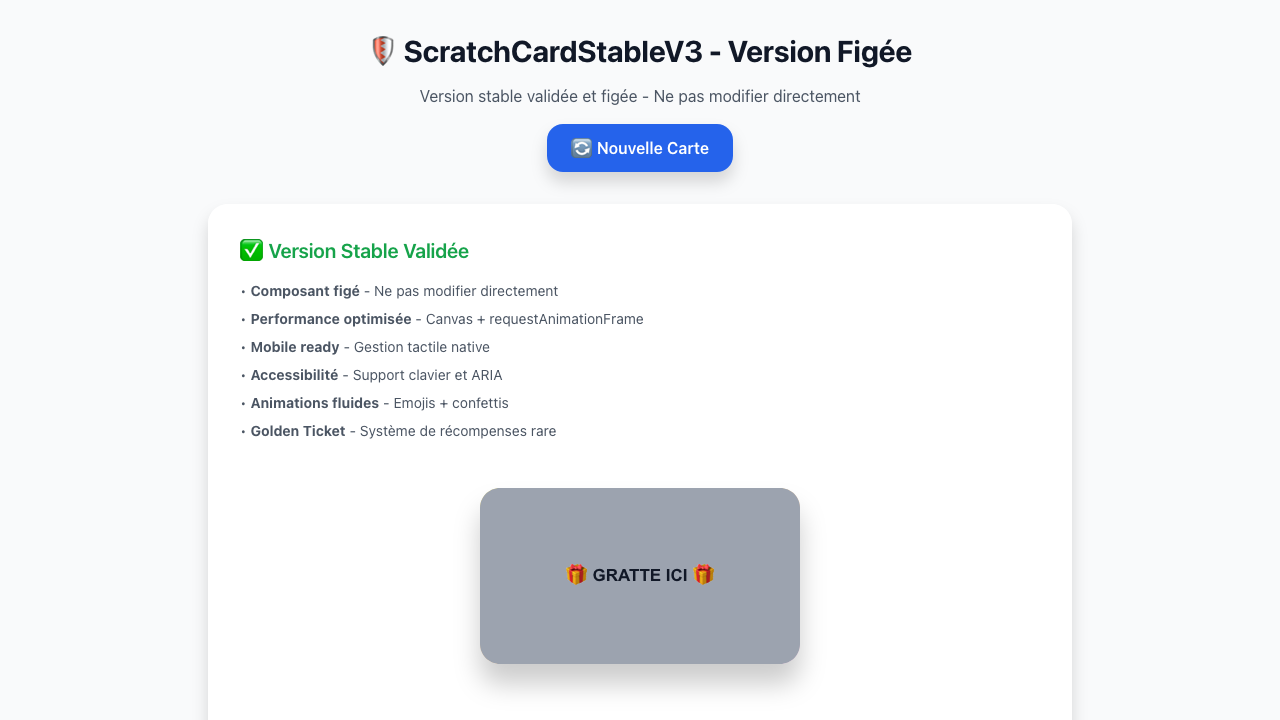 🛡️ ScratchCardStableV3 - Version Figée
Version stable validée et figée - Ne pas modifier directement
🔄 Nouvelle Carte
✅ Version Stable Validée
• Composant figé - Ne pas modifier directement
• Performance optimisée - Canvas + requestAnimationFrame
• Mobile ready - Gestion tactile native
• Accessibilité - Support clavier et ARIA
• Animations fluides - Emojis + confettis
• Golden Ticket - Système de récompenses rare
🎁 GRATTE ICI 🎁